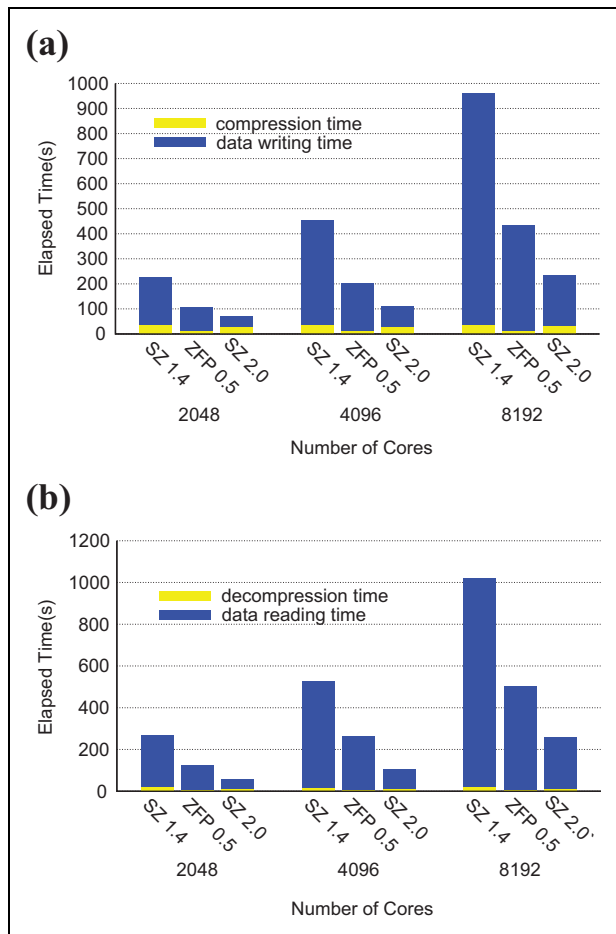 (a)
1000
900
800
700
600
500
400
300
200
100
0
Elapsed Time(s)
compression time
data writing time
SZ 1.4
ZFP 0.5
SZ 2.0
SZ 1.4
ZFP 0.5
SZ 2.0
SZ 1.4
ZFP 0.5
SZ 2.0
2048
4096
8192
Number of Cores
(b)
1200
1000
800
600
400
200
0
Elapsed Time(s)
decompression time
data reading time
SZ 1.4
ZFP 0.5
SZ 2.0
SZ 1.4
ZFP 0.5
SZ 2.0
SZ 1.4
ZFP 0.5
SZ 2.0`
2048
4096
8192
Number of Cores